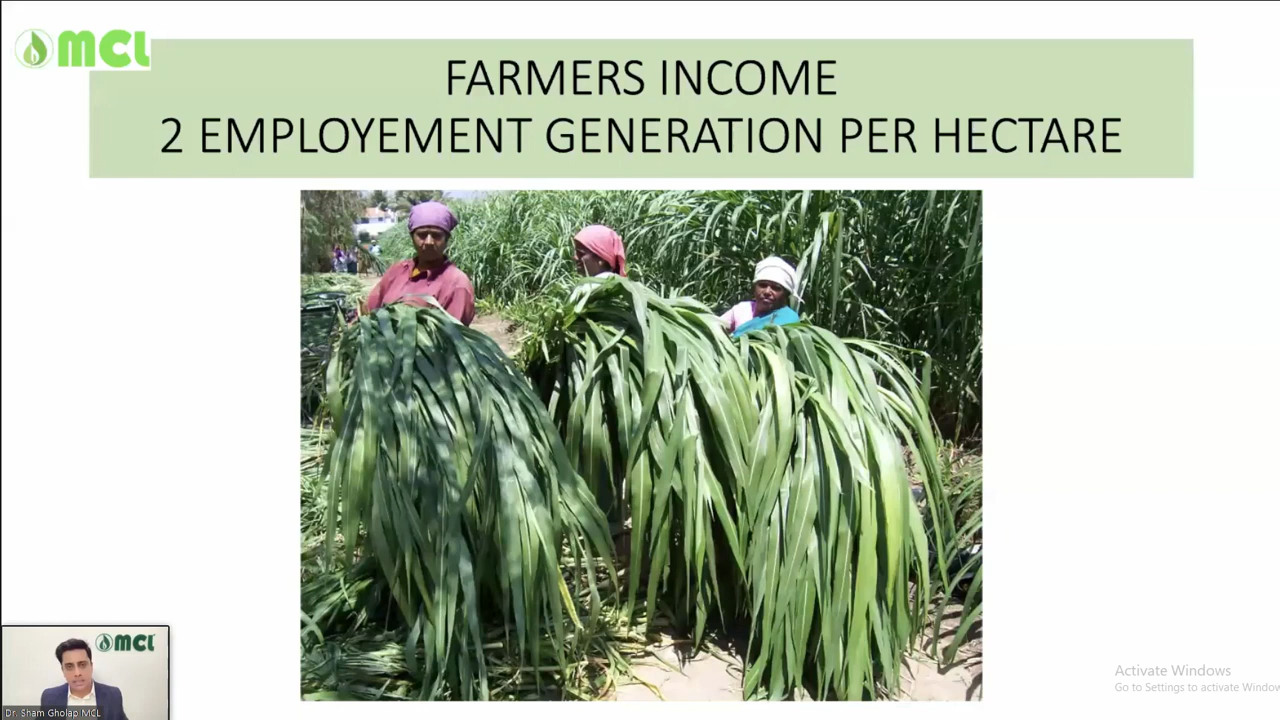 MCL
FARMERS INCOME
2 EMPLOYEMENT GENERATION PER HECTARE
MCL
Dr. Sham Gholap MCL
Activate Windows
Go to Settings to activate Window